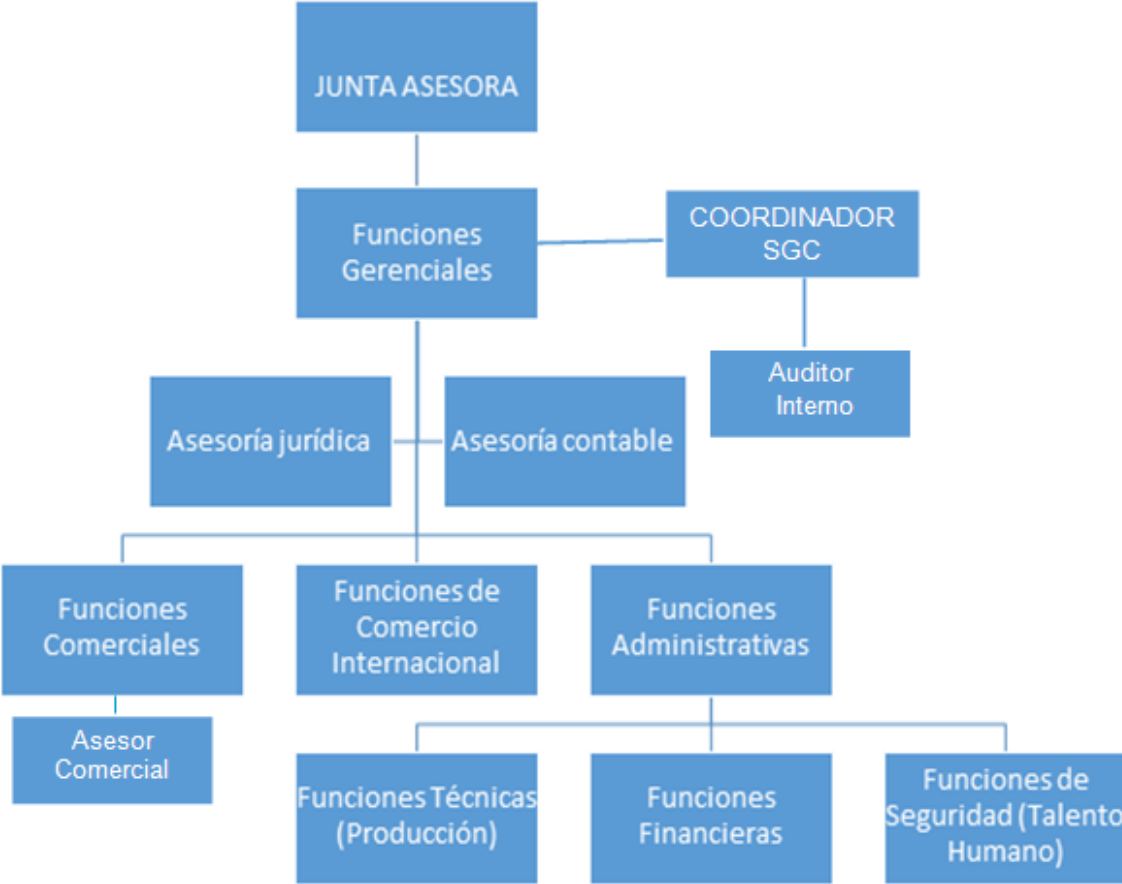 JUNTA ASESORA
Funciones
Gerenciales
COORDINADOR
SGC
Auditor
Interno
Asesoría jurídica
Asesoría contable
Funciones
Comerciales
Funciones de
Comercio
Internacional
Funciones
Administrativas
Asesor
Comercial
Funciones Técnicas
(Producción)
Funciones
Financieras
Funciones de
Seguridad (Talento
Humano)